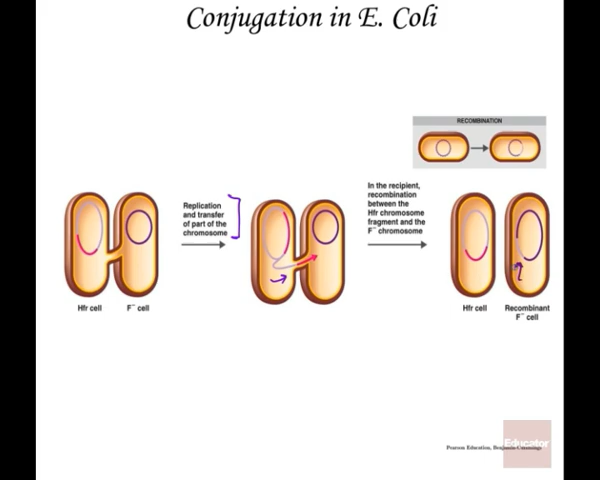 Conjugation in E. Coli
RECOMBINATION
Replication
and transfer
of part of the
chromosome
In the recipient,
recombination
between the
Hfr chromosome
fragment and the
F⁻ chromosome
Hfr cell
F⁻ cell
Hfr cell
Recombinant
F⁻ cell
Pearson Education, Benjamin Cummings
Educator